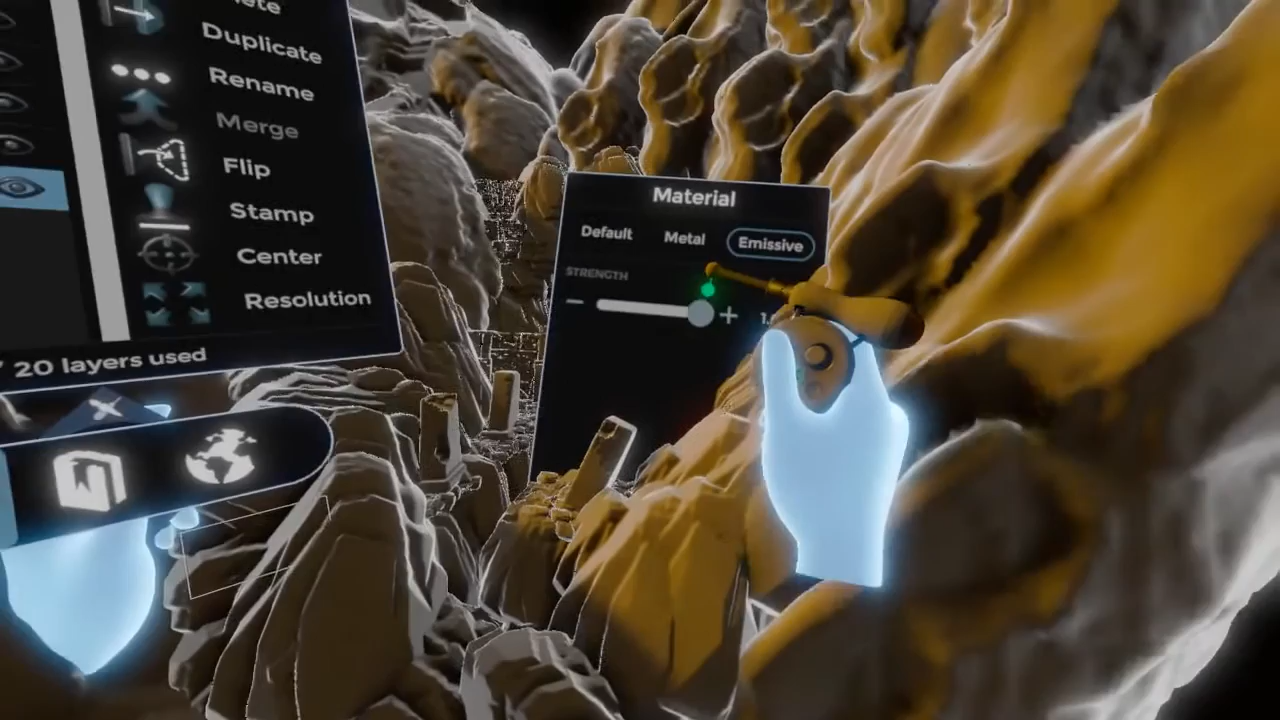 Duplicate
Rename
Merge
Flip
Stamp
Center
Resolution
20 layers used
Material
Default Metal Emissive
STRENGTH